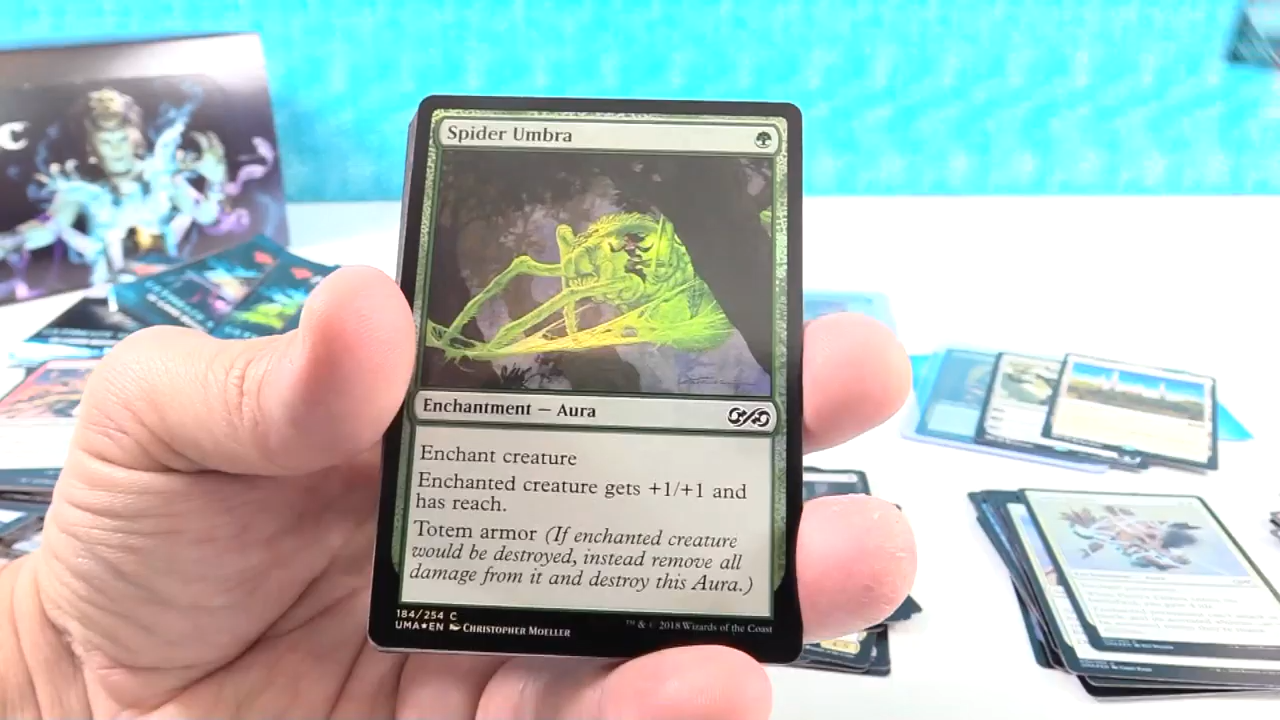 C
Spider Umbra
Enchantment — Aura
Enchant creature
Enchanted creature gets +1/+1 and
has reach.
Totem armor (If enchanted creature
would be destroyed, instead remove all
damage from it and destroy this Aura.)
184/254 C
UMA★EN Christopher Moeller
™ & © 2018 Wizards of the Coast